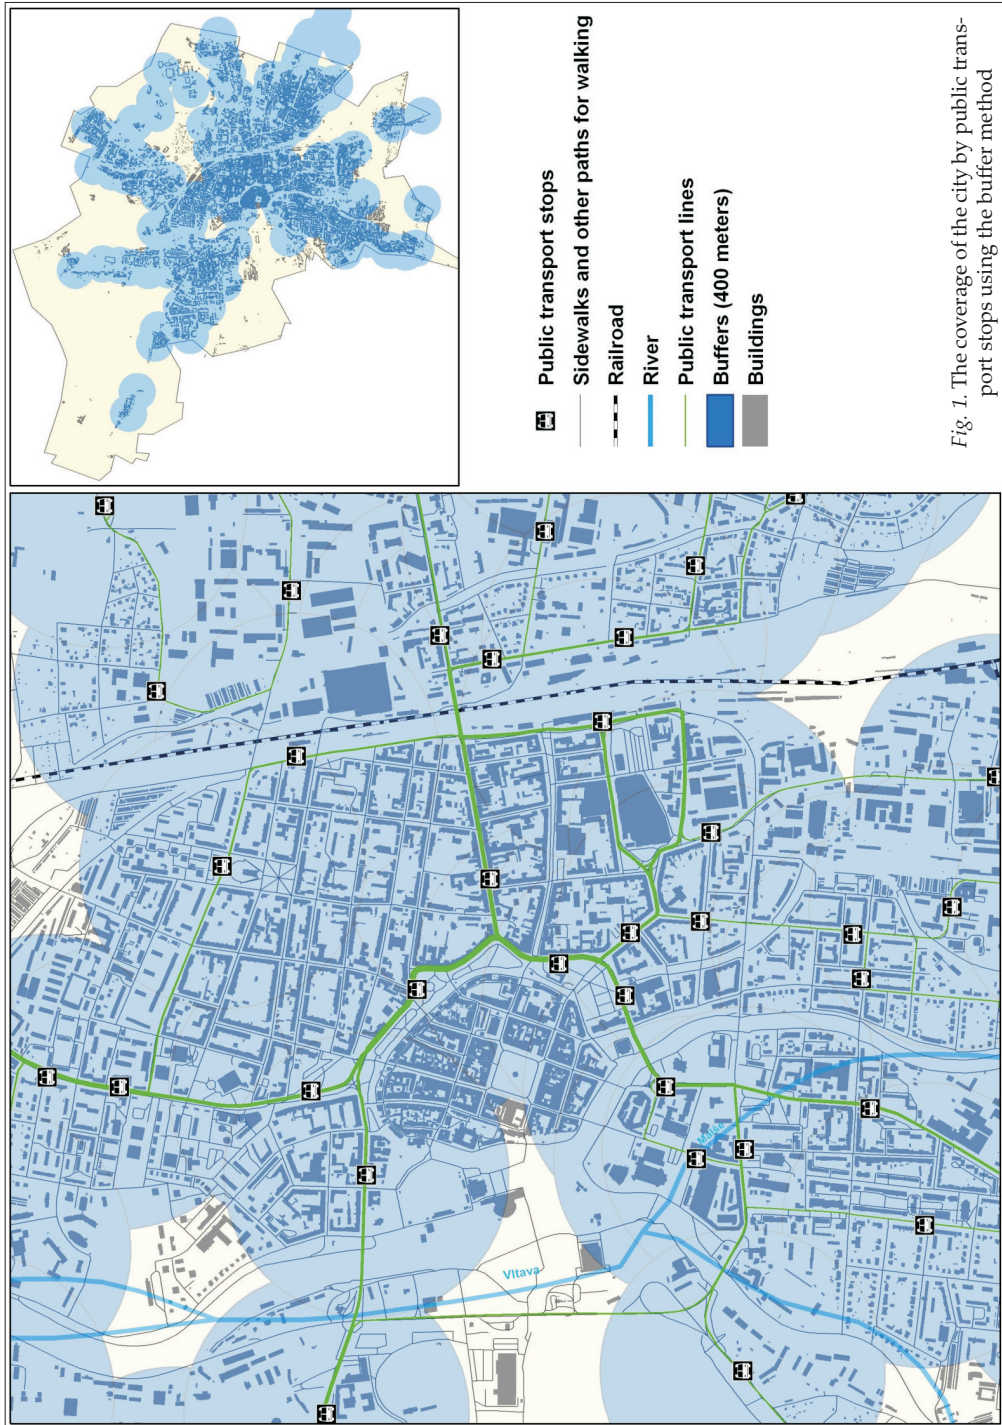 Public transport stops
Sidewalks and other paths for walking
Railroad
River
Public transport lines
Buffers (400 meters)
Buildings
Vltava
Malše
Fig. 1. The coverage of the city by public trans-
port stops using the buffer method